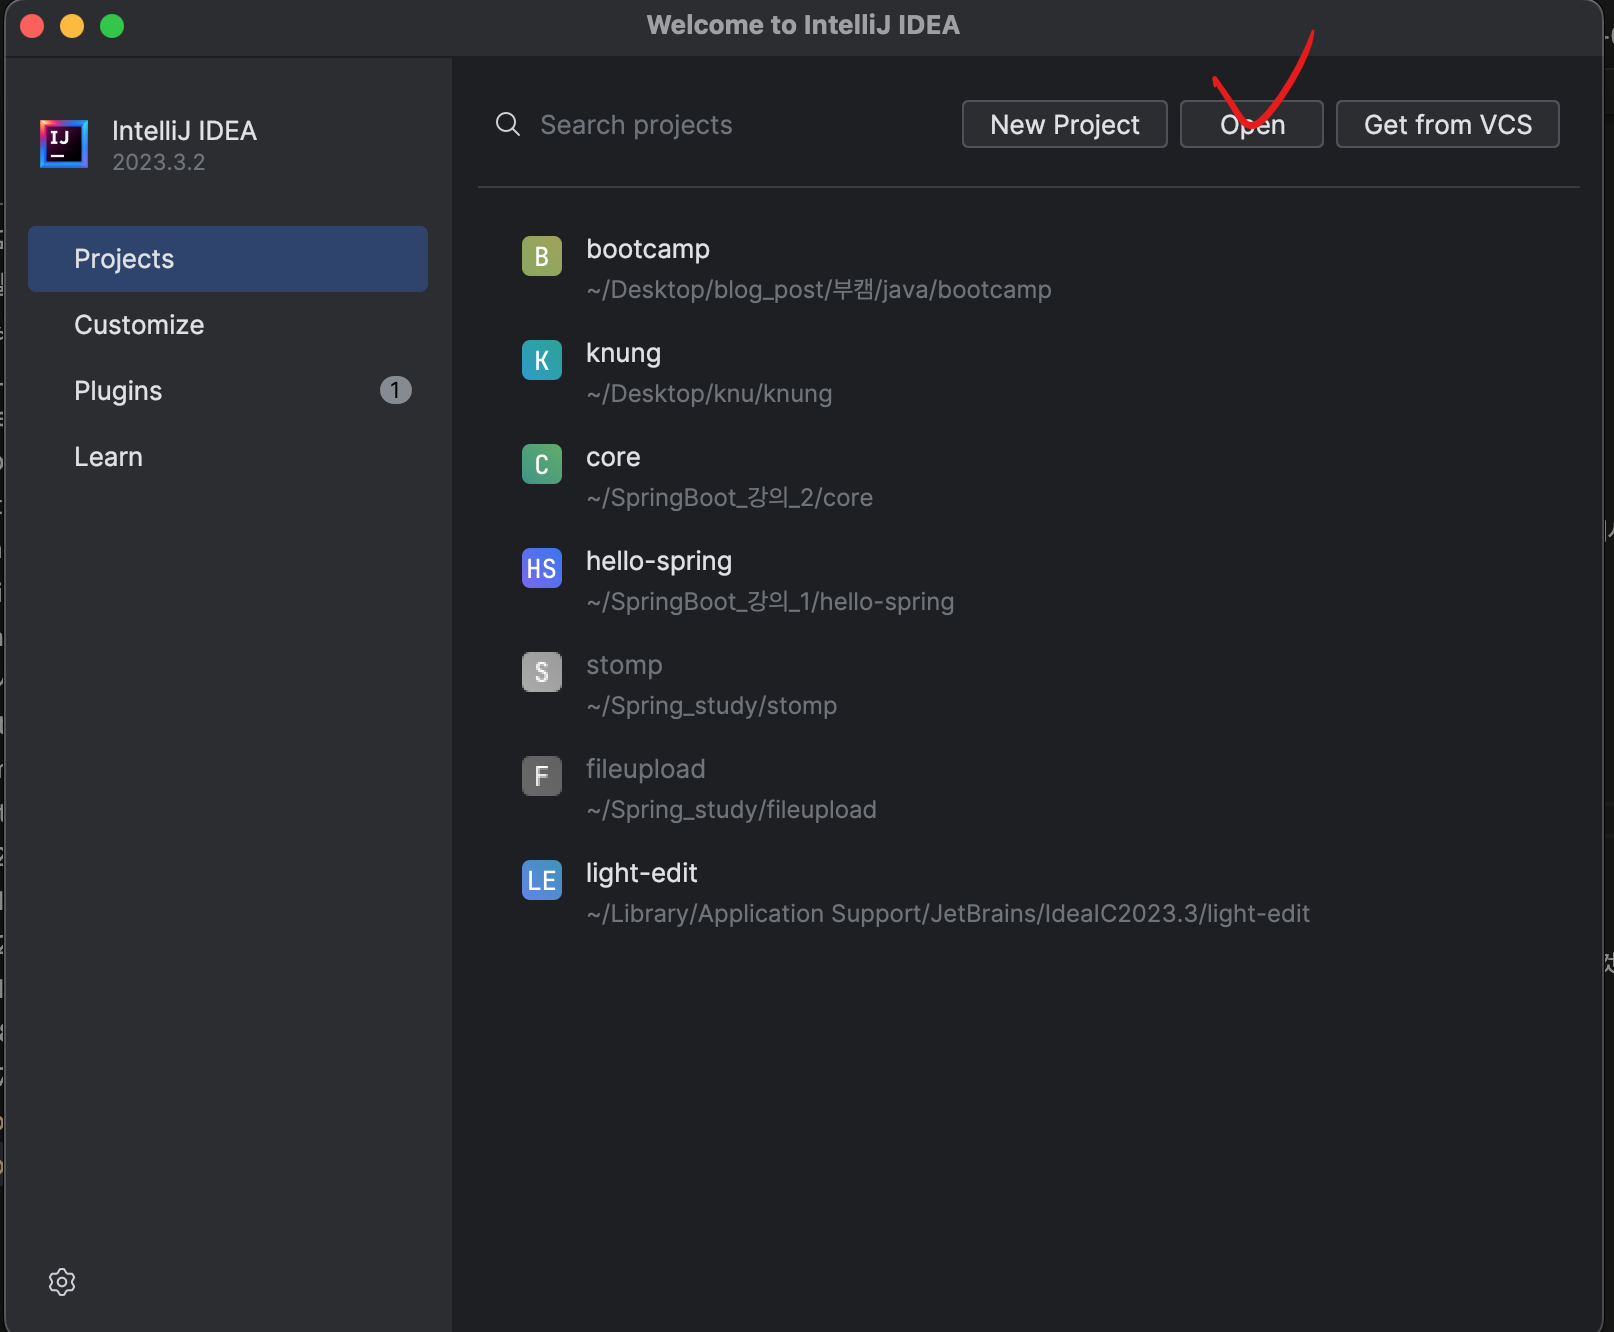 Welcome to IntelliJ IDEA
IJ
IntelliJ IDEA
2023.3.2
Projects
Customize
Plugins 1
Learn
Search projects
New Project
Open
Get from VCS
B
bootcamp
~/Desktop/blog_post/부캠/java/bootcamp
K
knung
~/Desktop/knu/knung
C
core
~/SpringBoot_강의_2/core
HS
hello-spring
~/SpringBoot_강의_1/hello-spring
S
stomp
~/Spring_study/stomp
F
fileupload
~/Spring_study/fileupload
LE
light-edit
~/Library/Application Support/JetBrains/IdeaIC2023.3/light-edit